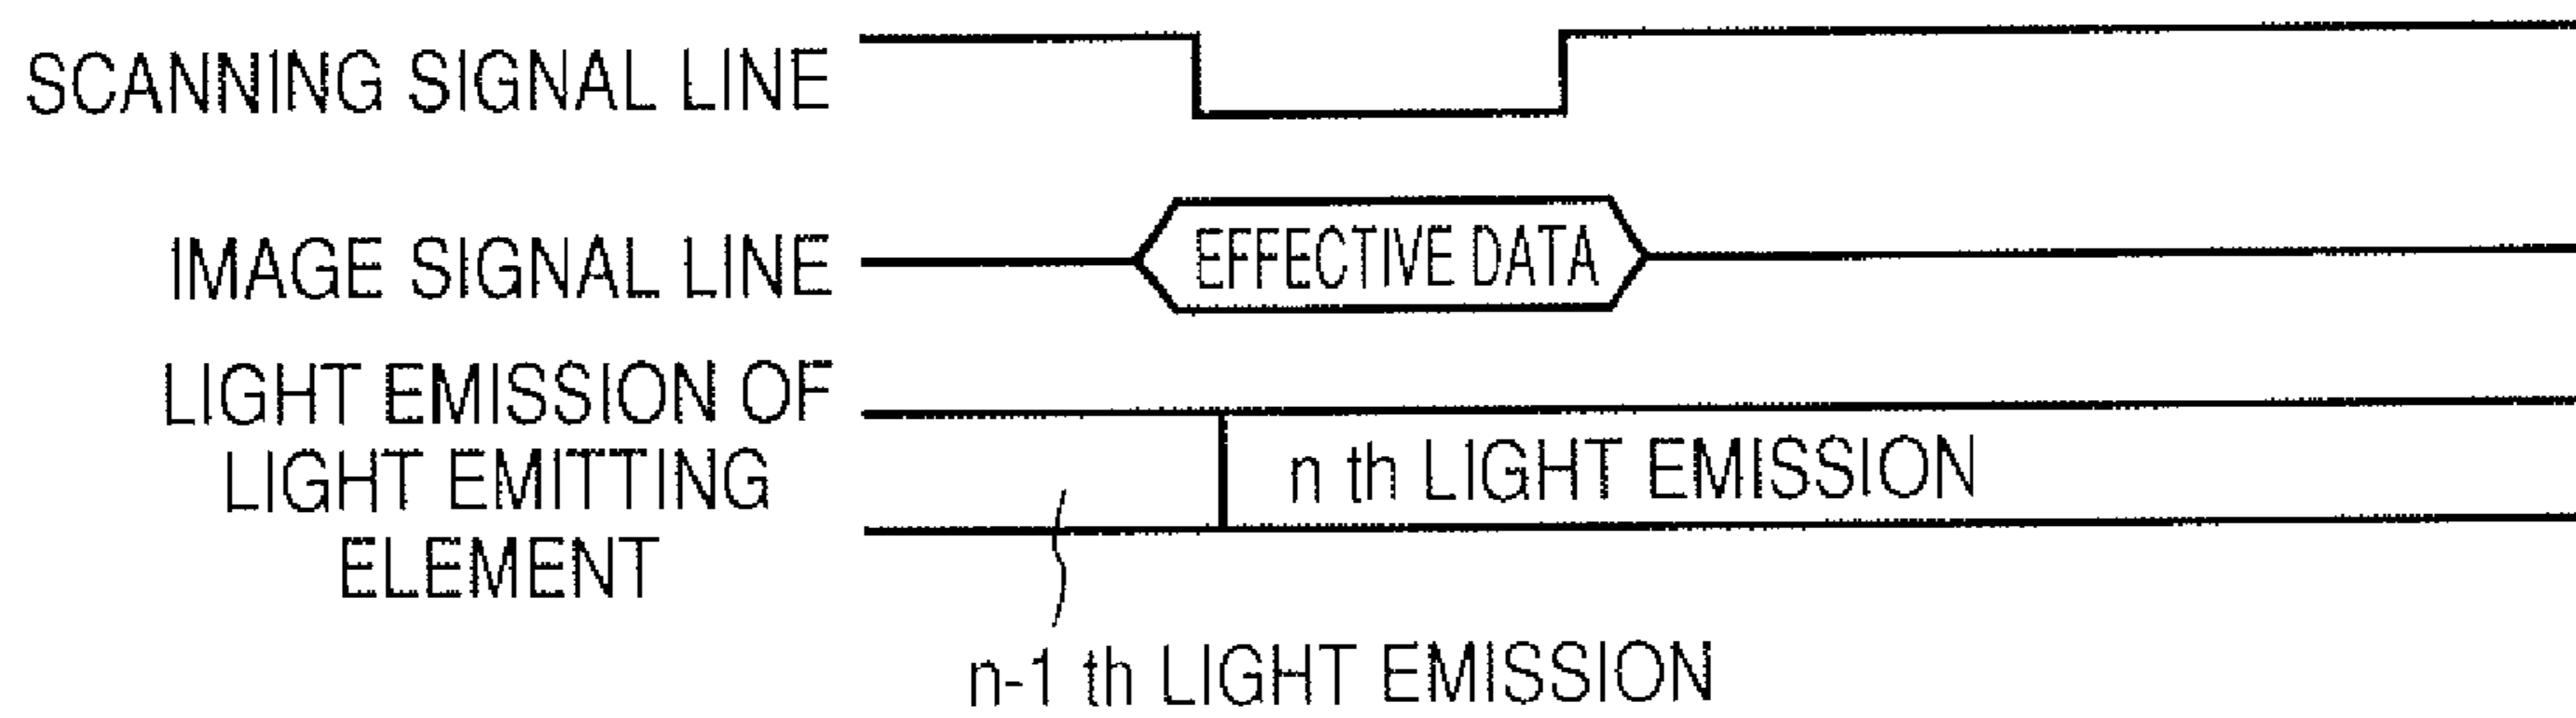 SCANNING SIGNAL LINE
IMAGE SIGNAL LINE
EFFECTIVE DATA
LIGHT EMISSION OF
LIGHT EMITTING
ELEMENT
n th LIGHT EMISSION
n-1 th LIGHT EMISSION